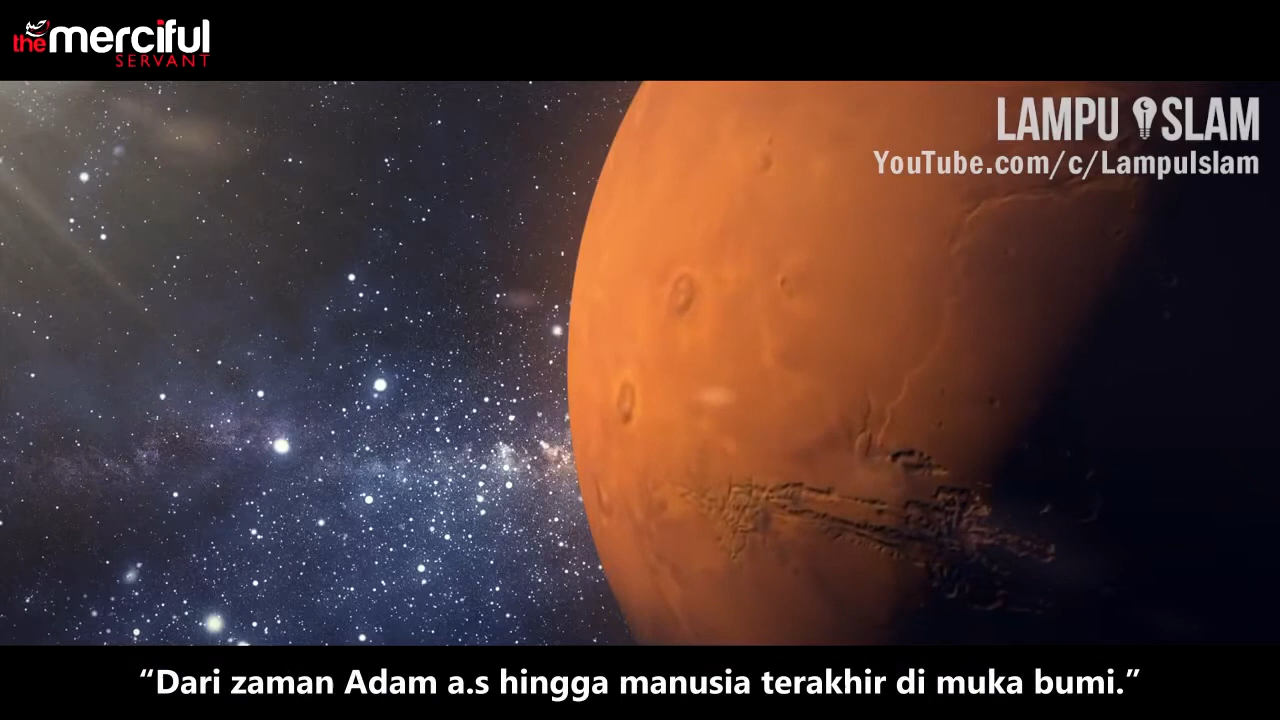 the merciful
SERVANT
LAMPU ISLAM
YouTube.com/c/LampuIslam
“Dari zaman Adam a.s hingga manusia terakhir di muka bumi.”